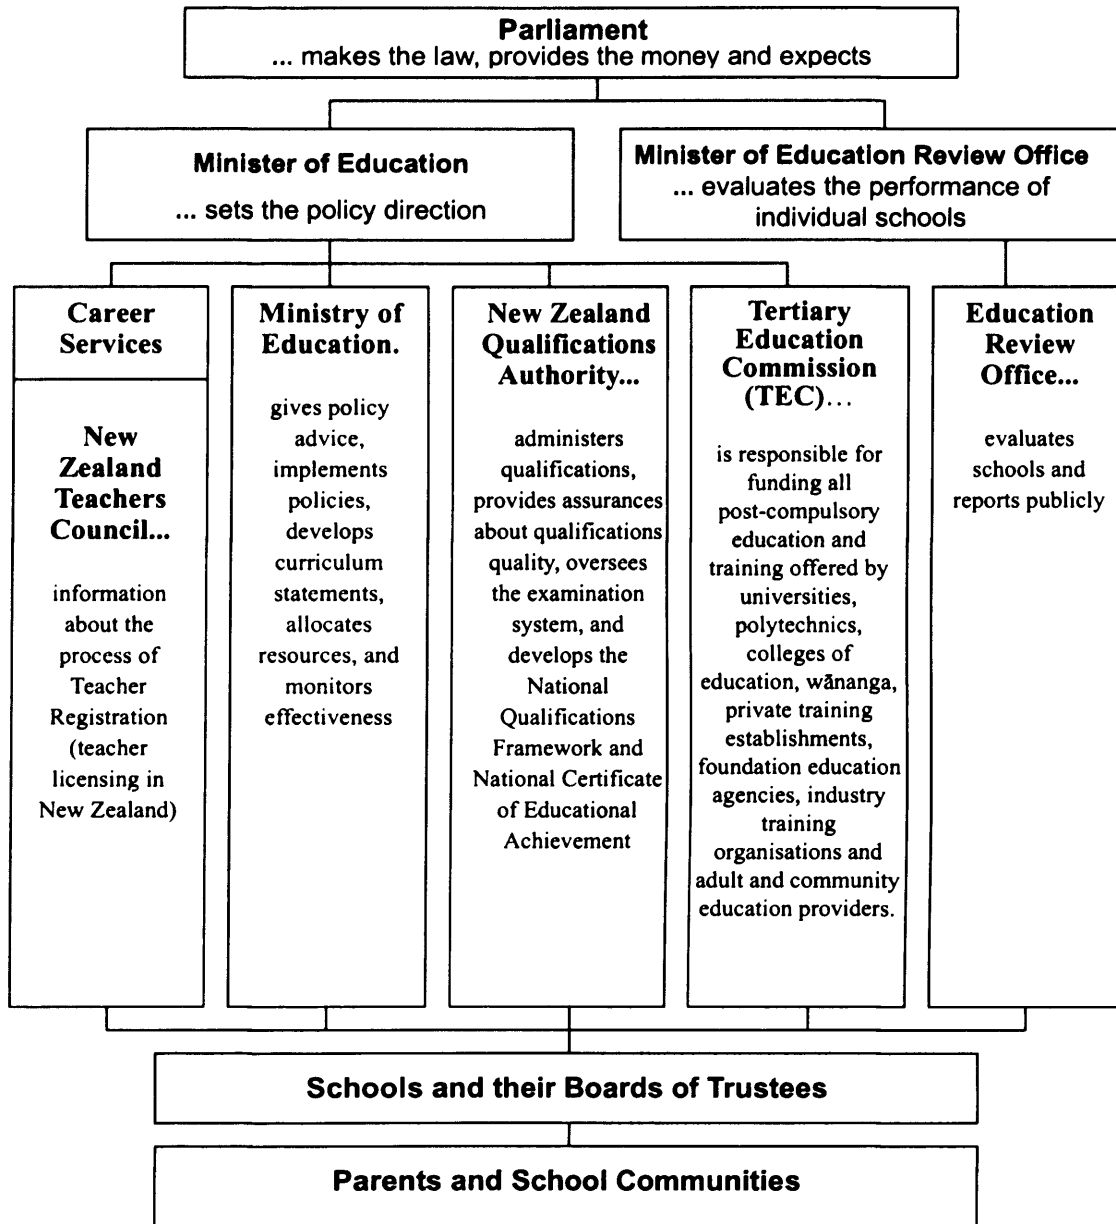 Parliament
... makes the law, provides the money and expects
Minister of Education
... sets the policy direction
Minister of Education Review Office
... evaluates the performance of
individual schools
Career
Services
New
Zealand
Teachers
Council...
information
about the
process of
Teacher
Registration
(teacher
licensing in
New Zealand)
Ministry of
Education.
gives policy
advice,
implements
policies,
develops
curriculum
statements,
allocates
resources, and
monitors
effectiveness
New Zealand
Qualifications
Authority...
administers
qualifications,
provides assurances
about qualifications
quality, oversees
the examination
system, and
develops the
National
Qualifications
Framework and
National Certificate
of Educational
Achievement
Tertiary
Education
Commission
(TEC)...
is responsible for
funding all
post-compulsory
education and
training offered by
universities,
polytechnics,
colleges of
education, wānanga,
private training
establishments,
foundation education
agencies, industry
training
organisations and
adult and community
education providers.
Education
Review
Office...
evaluates
schools and
reports publicly
Schools and their Boards of Trustees
Parents and School Communities